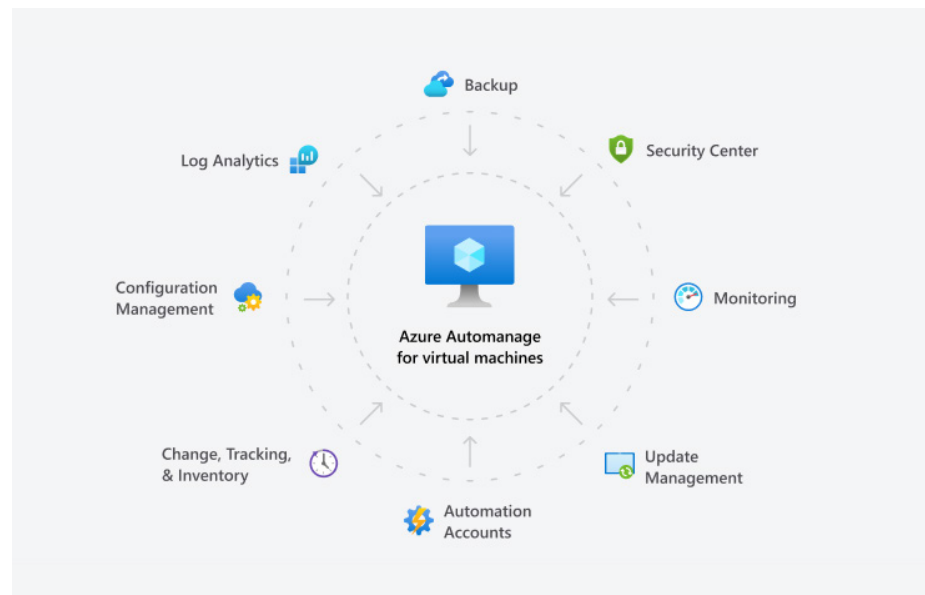 Backup
Security Center
Log Analytics
Configuration
Management
Monitoring
Azure Automanage
for virtual machines
Change, Tracking,
& Inventory
Update
Management
Automation
Accounts